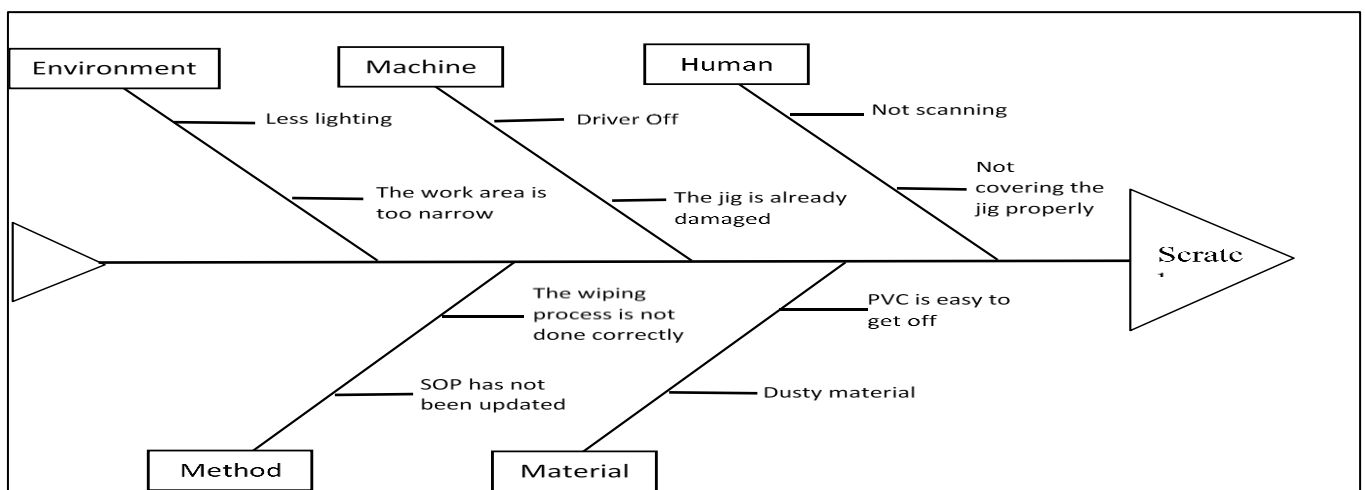 Environment
Machine
Human
Less lighting
Driver Off
Not scanning
The work area is
too narrow
The jig is already
damaged
Not
covering the
jig properly
Scratc
The wiping
process is not
done correctly
PVC is easy to
get off
SOP has not
been updated
Dusty material
Method
Material